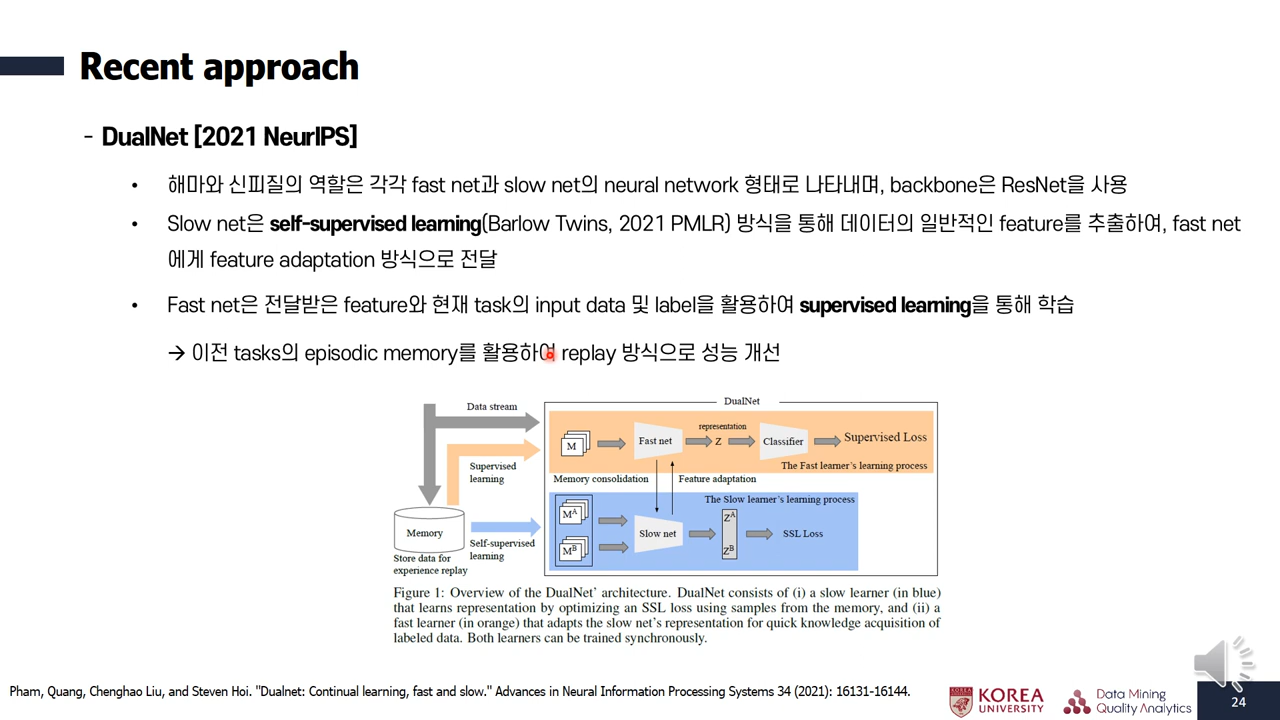 Recent approach
- DualNet [2021 NeurIPS]
• 해마와 신피질의 역할은 각각 fast net과 slow net의 neural network 형태로 나타내며, backbone은 ResNet을 사용
• Slow net은 self-supervised learning(Barlow Twins, 2021 PMLR) 방식을 통해 데이터의 일반적인 feature를 추출하여, fast net
에게 feature adaptation 방식으로 전달
• Fast net은 전달받은 feature와 현재 task의 input data 및 label을 활용하여 supervised learning을 통해 학습
→ 이전 tasks의 episodic memory를 활용하여 replay 방식으로 성능 개선
Data stream
DualNet
M
Fast net
representation
Z
Classifier
Supervised Loss
The Fast learner's learning process
Supervised
learning
Memory consolidation
Feature adaptation
The Slow learner's learning process
M^A
M^B
Slow net
Z^A
Z^B
SSL Loss
Memory
Self-supervised
learning
Store data for
experience replay
Figure 1: Overview of the DualNet' architecture. DualNet consists of (i) a slow learner (in blue)
that learns representation by optimizing an SSL loss using samples from the memory, and (ii) a
fast learner (in orange) that adapts the slow net's representation for quick knowledge acquisition of
labeled data. Both learners can be trained synchronously.
Pham, Quang, Chenghao Liu, and Steven Hoi. "Dualnet: Continual learning, fast and slow." Advances in Neural Information Processing Systems 34 (2021): 16131-16144.
KOREA
UNIVERSITY
Data Mining
Quality Analytics
24